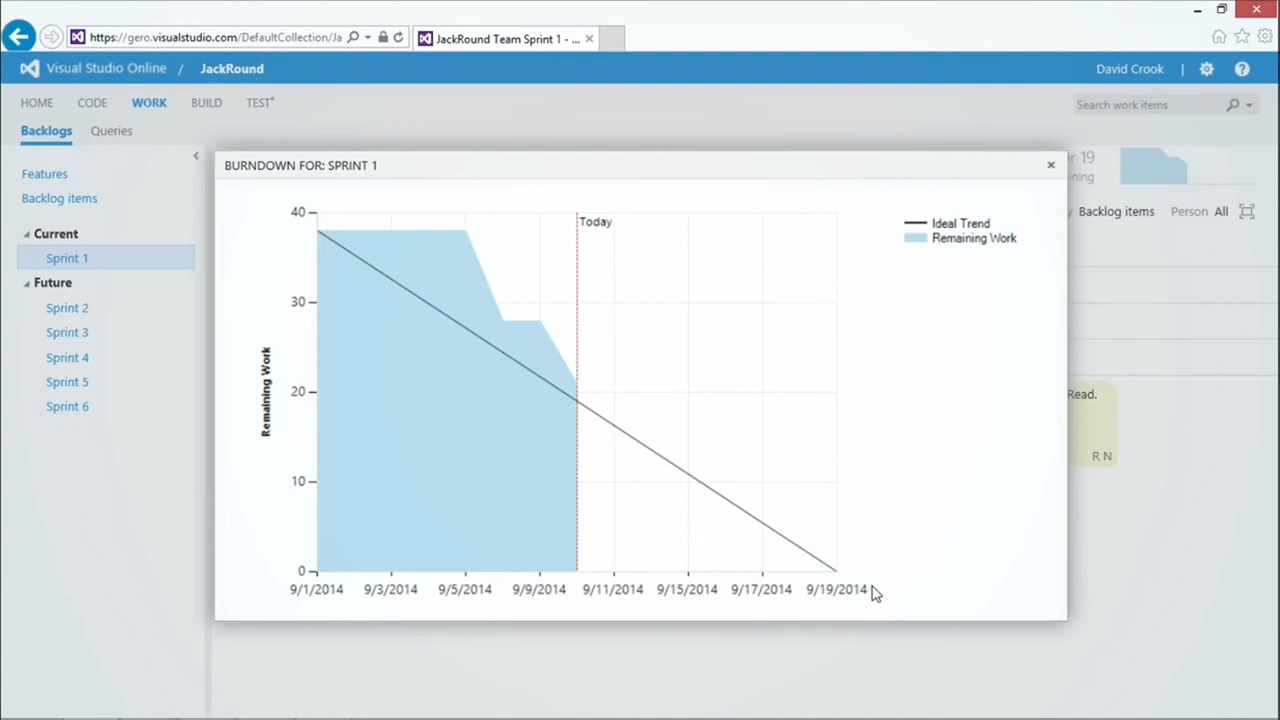 https://gero.visualstudio.com/DefaultCollection/Ja
JackRound Team Sprint 1 - ...
Visual Studio Online / JackRound
David Crook |
HOME CODE WORK BUILD TEST*
Search work items
Backlogs Queries
Features
Backlog items
Current
Sprint 1
Future
Sprint 2
Sprint 3
Sprint 4
Sprint 5
Sprint 6
BURNDOWN FOR: SPRINT 1
40
30
20
10
0
Remaining Work
Today
Ideal Trend
Remaining Work
9/1/2014 9/3/2014 9/5/2014 9/9/2014 9/11/2014 9/15/2014 9/17/2014 9/19/2014
r 19
ning
y Backlog items Person All
Read.
R N